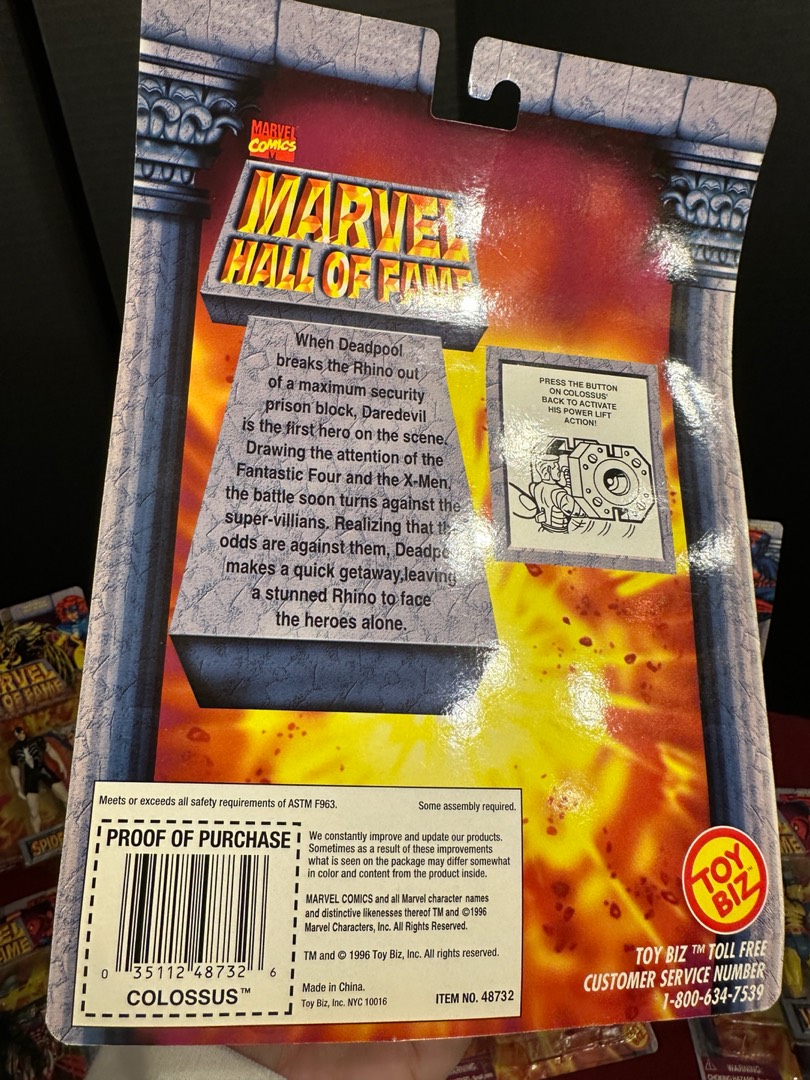 MARVEL
COMICS
MARVEL
HALL OF FAME
When Deadpool
breaks the Rhino out
of a maximum security
prison block, Daredevil
is the first hero on the scene.
Drawing the attention of the
Fantastic Four and the X-Men,
the battle soon turns against the
super-villians. Realizing that the
odds are against them, Deadpool
makes a quick getaway,leaving
a stunned Rhino to face
the heroes alone.
PRESS THE BUTTON
ON COLOSSUS'
BACK TO ACTIVATE
HIS POWER LIFT
ACTION!
Meets or exceeds all safety requirements of ASTM F963.
Some assembly required.
PROOF OF PURCHASE
0 35112 48732 6
COLOSSUS™
We constantly improve and update our products.
Sometimes as a result of these improvements
what is seen on the package may differ somewhat
in color and content from the product inside.
MARVEL COMICS and all Marvel character names
and distinctive likenesses thereof TM and ©1996
Marvel Characters, Inc. All Rights Reserved.
TM and © 1996 Toy Biz, Inc. All rights reserved.
Made in China.
Toy Biz, Inc. NYC 10016
ITEM NO. 48732
TOY
BIZ
TOY BIZ ™ TOLL FREE
CUSTOMER SERVICE NUMBER
1-800-634-7539
RVEL
OF FAME
SPID
WARNING: